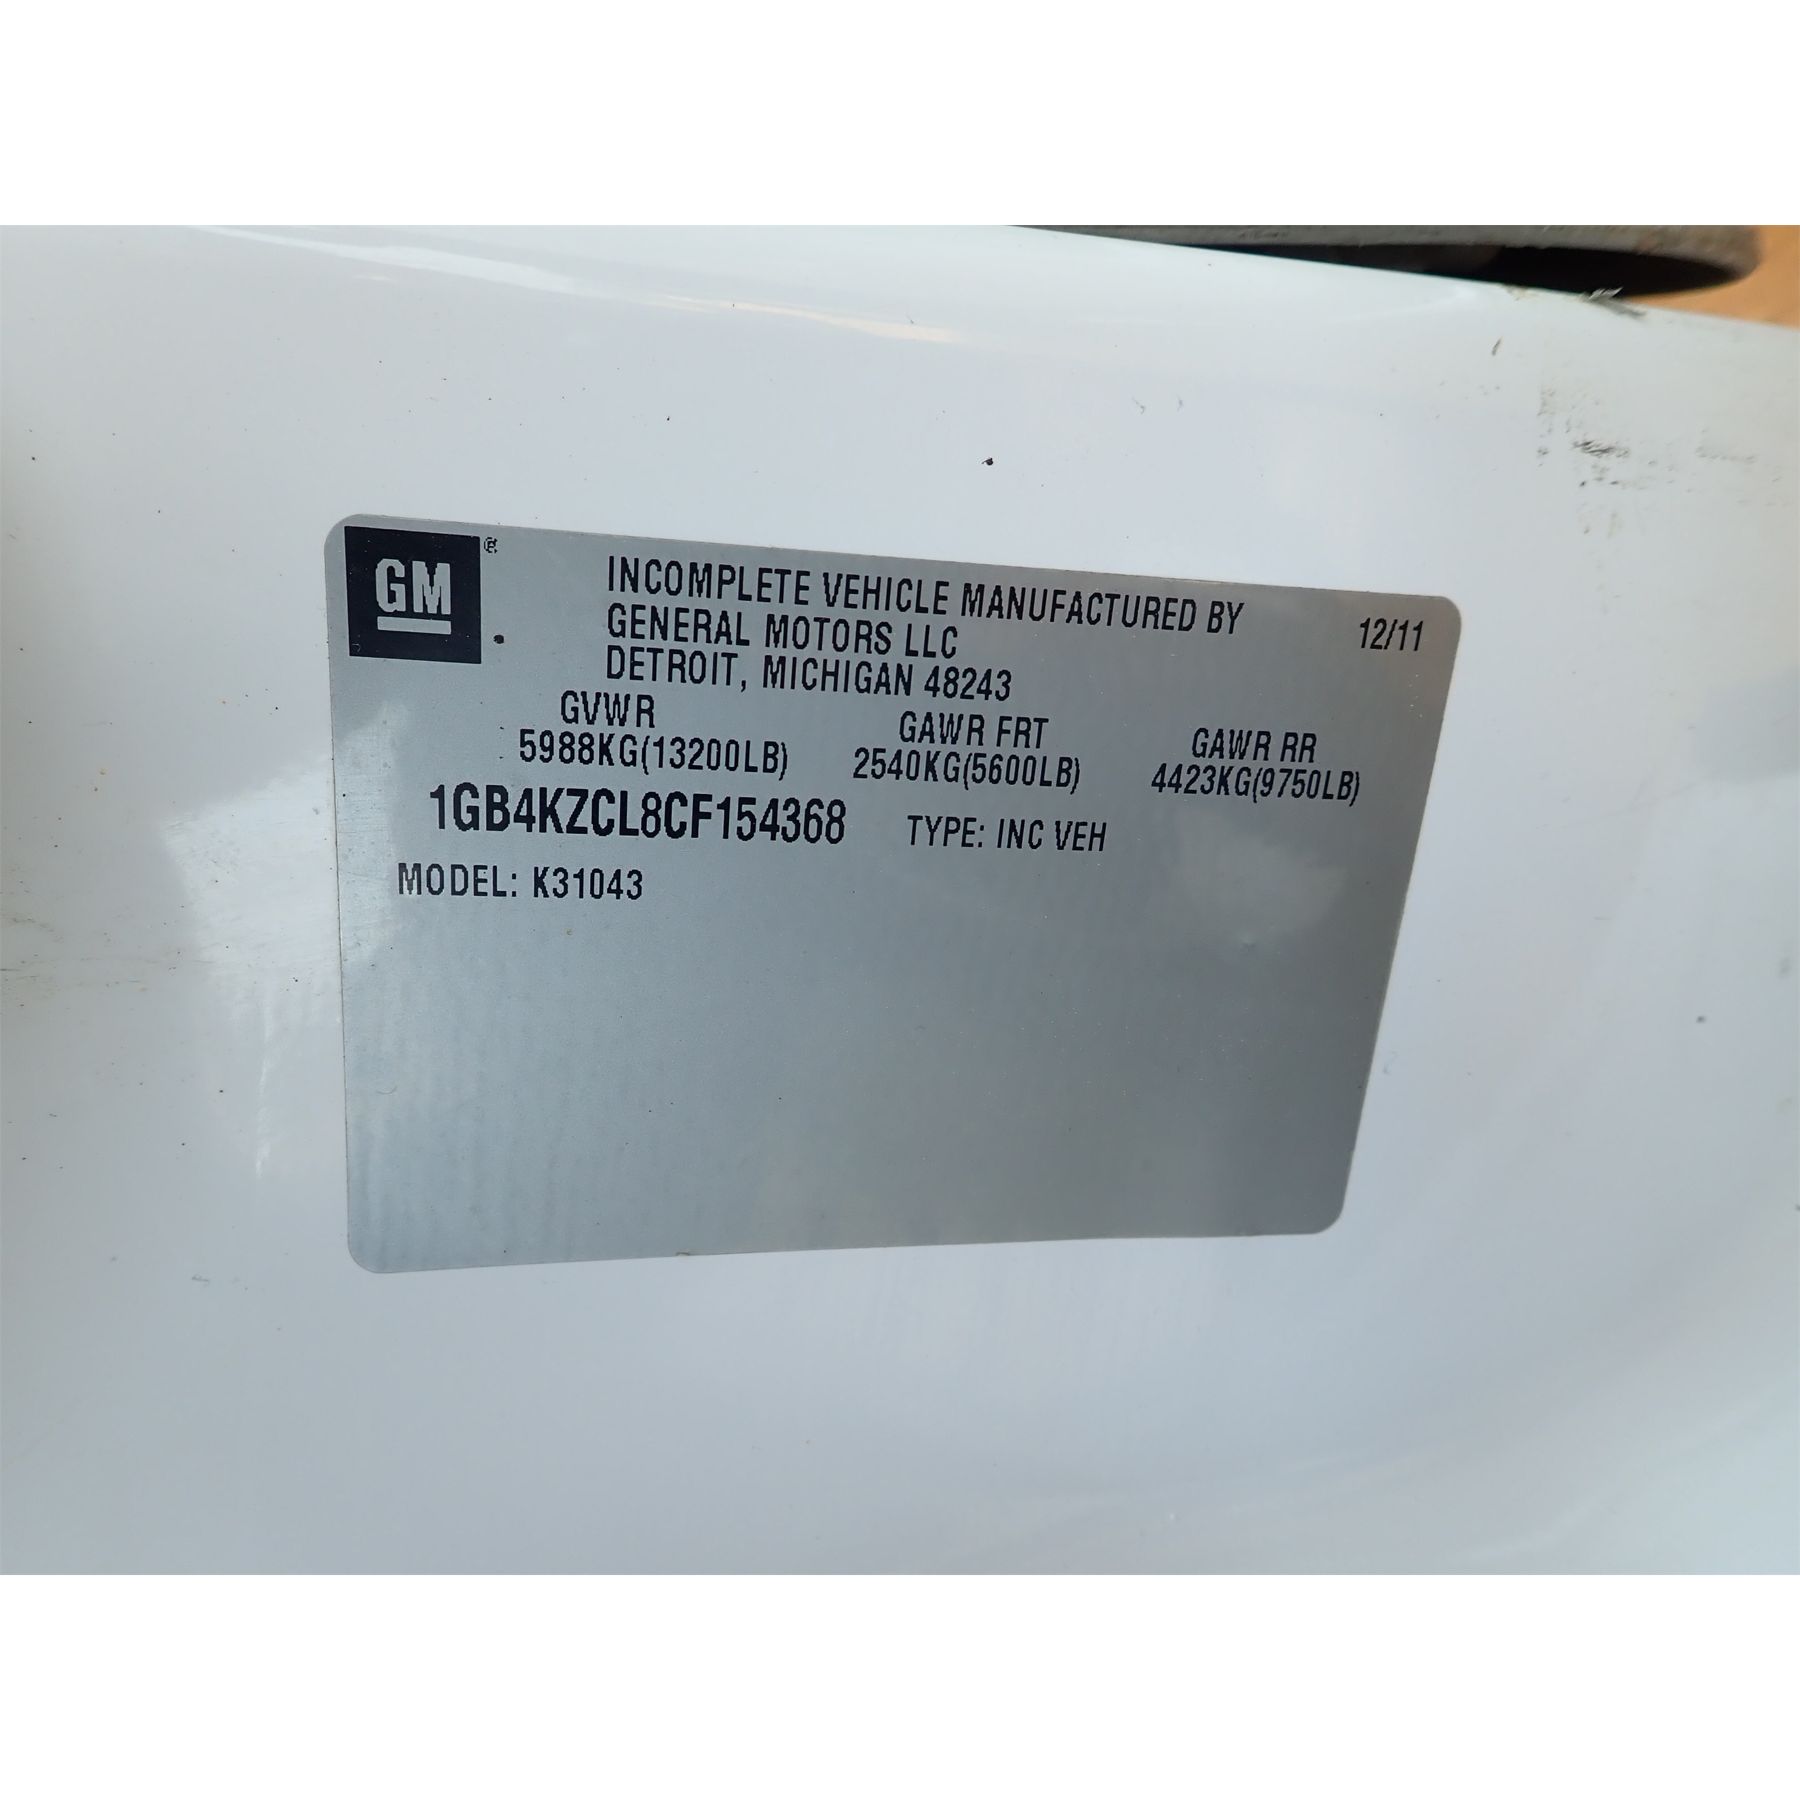 GM ®
INCOMPLETE VEHICLE MANUFACTURED BY
GENERAL MOTORS LLC
DETROIT, MICHIGAN 48243
12/11
GVWR
5988KG(13200LB)
GAWR FRT
2540KG(5600LB)
GAWR RR
4423KG(9750LB)
1GB4KZCL8CF154368 TYPE: INC VEH
MODEL: K31043